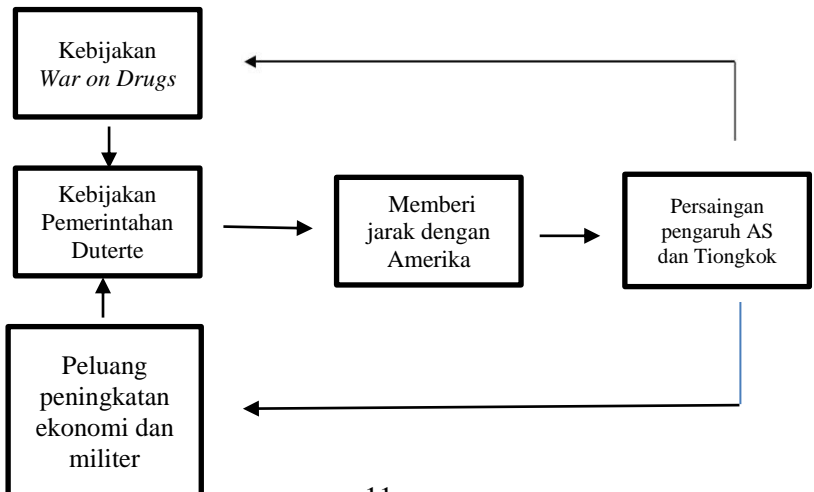 Kebijakan
War on Drugs
Kebijakan
Pemerintahan
Duterte
Memberi
jarak dengan
Amerika
Persaingan
pengaruh AS
dan Tiongkok
Peluang
peningkatan
ekonomi dan
militer